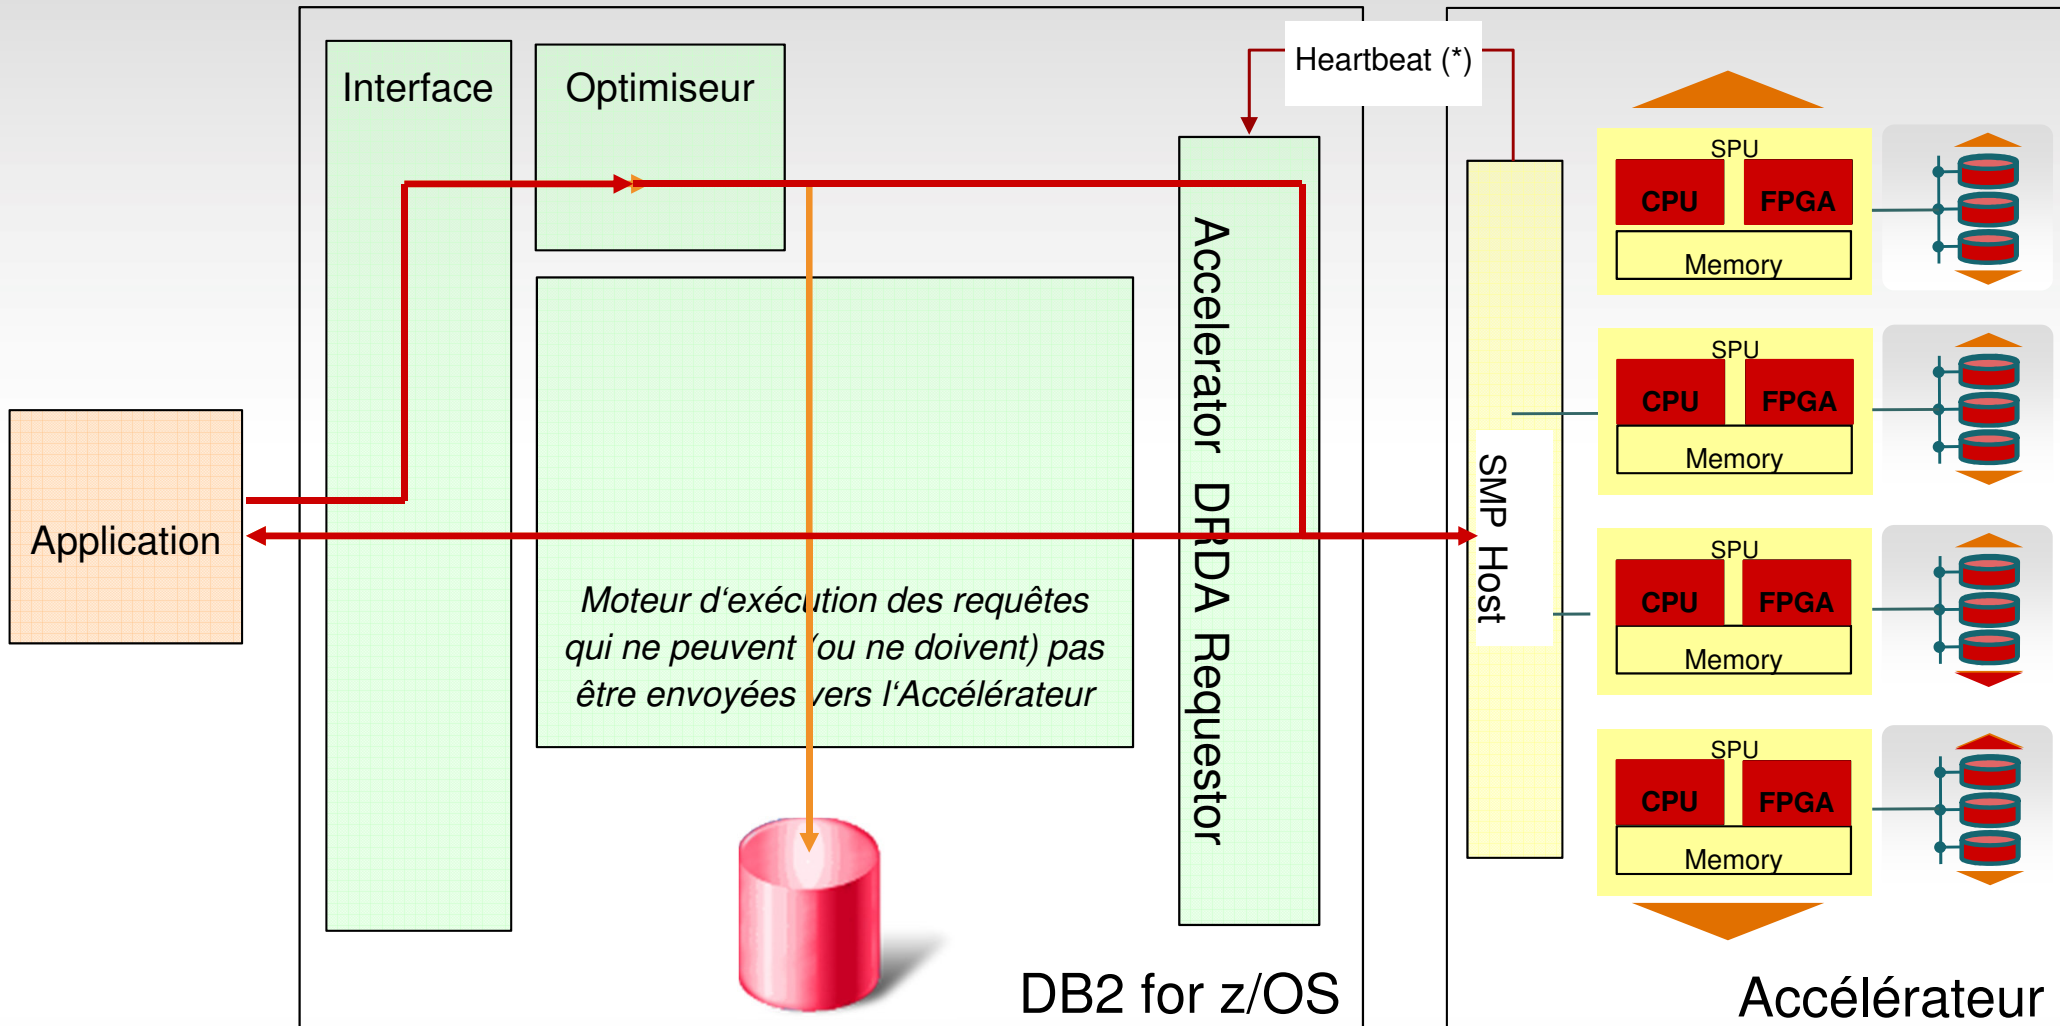 Interface
Optimiseur
Heartbeat (*)
Application
Moteur d‘exécution des requêtes
qui ne peuvent (ou ne doivent) pas
être envoyées vers l‘Accélérateur
Accelerator DRDA Requestor
DB2 for z/OS
SMP Host
SPU
CPU
FPGA
Memory
SPU
CPU
FPGA
Memory
SPU
CPU
FPGA
Memory
SPU
CPU
FPGA
Memory
Accélérateur